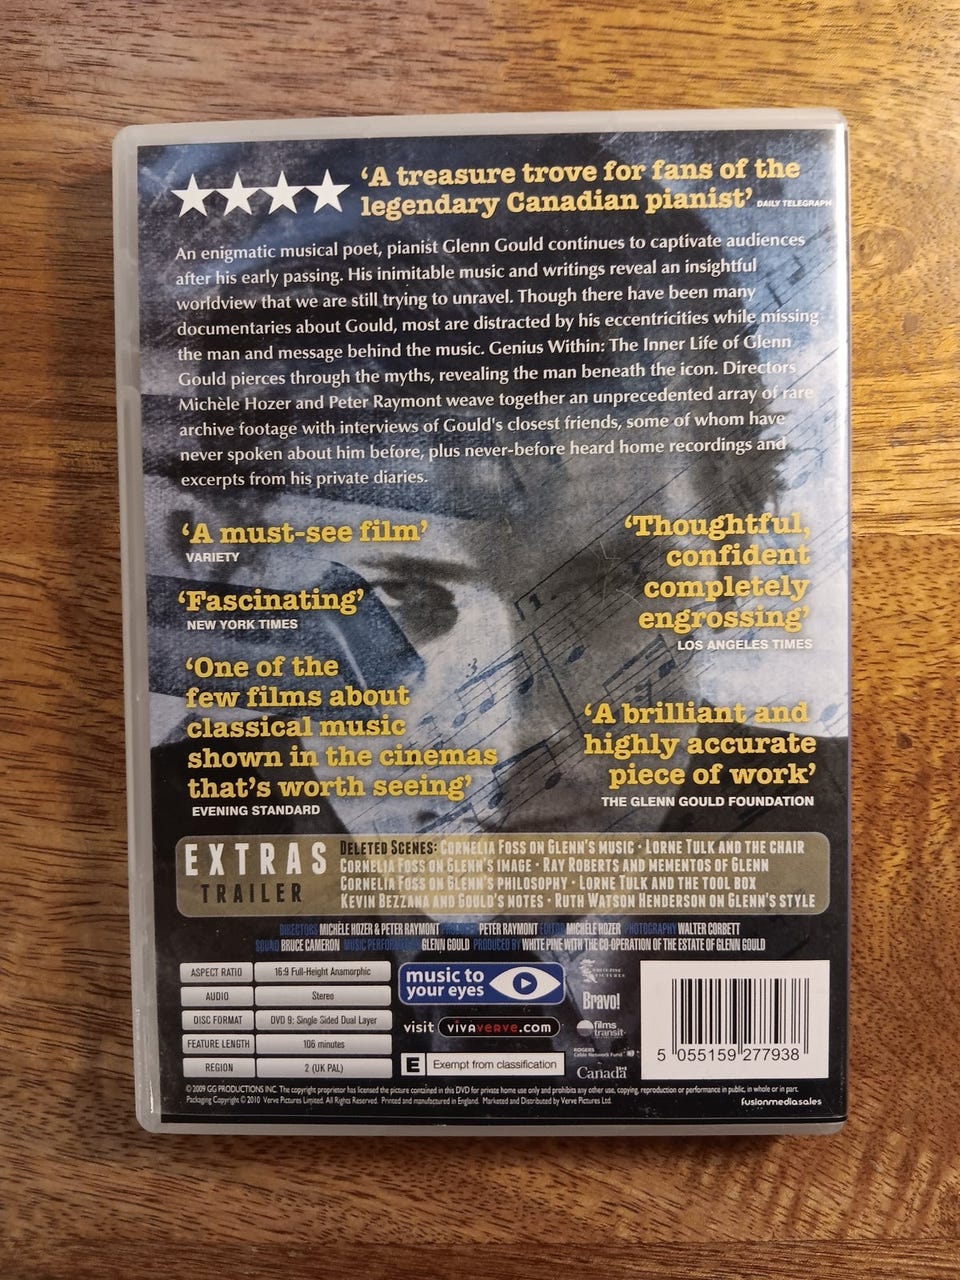 ‘A treasure trove for fans of the
legendary Canadian pianist’ DAILY TELEGRAPH
An enigmatic musical poet, pianist Glenn Gould continues to captivate audiences
after his early passing. His inimitable music and writings reveal an insightful
worldview that we are still trying to unravel. Though there have been many
documentaries about Gould, most are distracted by his eccentricities while missing
the man and message behind the music. Genius Within: The Inner Life of Glenn
Gould pierces through the myths, revealing the man beneath the icon. Directors
Michèle Hozer and Peter Raymont weave together an unprecedented array of rare
archive footage with interviews of Gould's closest friends, some of whom have
never spoken about him before, plus never-before heard home recordings and
excerpts from his private diaries.
‘A must-see film’
VARIETY
‘Fascinating’
NEW YORK TIMES
‘One of the
few films about
classical music
shown in the cinemas
that’s worth seeing’
EVENING STANDARD
‘Thoughtful,
confident
completely
engrossing’
LOS ANGELES TIMES
‘A brilliant and
highly accurate
piece of work’
THE GLENN GOULD FOUNDATION
EXTRAS
TRAILER
DELETED SCENES: CORNELIA FOSS ON GLENN'S MUSIC · LORNE TULK AND THE CHAIR
CORNELIA FOSS ON GLENN'S IMAGE · RAY ROBERTS AND MEMENTOS OF GLENN
CORNELIA FOSS ON GLENN'S PHILOSOPHY · LORNE TULK AND THE TOOL BOX
KEVIN BEZZANA AND GOULD'S NOTES · RUTH WATSON HENDERSON ON GLENN'S STYLE
DIRECTORS MICHÈLE HOZER & PETER RAYMONT PRODUCER PETER RAYMONT EDITOR MICHÈLE HOZER PHOTOGRAPHY WALTER CORBETT
SOUND BRUCE CAMERON MUSIC PERFORMED BY GLENN GOULD PRODUCED BY WHITE PINE WITH THE CO-OPERATION OF THE ESTATE OF GLENN GOULD
ASPECT RATIO 16:9 Full-Height Anamorphic
AUDIO Stereo
DISC FORMAT DVD 9: Single Sided Dual Layer
FEATURE LENGTH 106 minutes
REGION 2 (UK PAL)
music to
your eyes
visit vivaverve.com
E Exempt from classification
WHITE PINE
PICTURES
Bravo!
films
transit
ROGERS
Cable Network Fund
Canada
5 055159 277938
© 2009 GG PRODUCTIONS INC. The copyright proprietor has licensed the picture contained in this DVD for private home use only and prohibits any other use, copying, reproduction or performance in public, in whole or in part.
Packaging Copyright © 2010 Verve Pictures Limited. All Rights Reserved. Printed and manufactured in England. Marketed and Distributed by Verve Pictures Ltd.
fusionmediasales